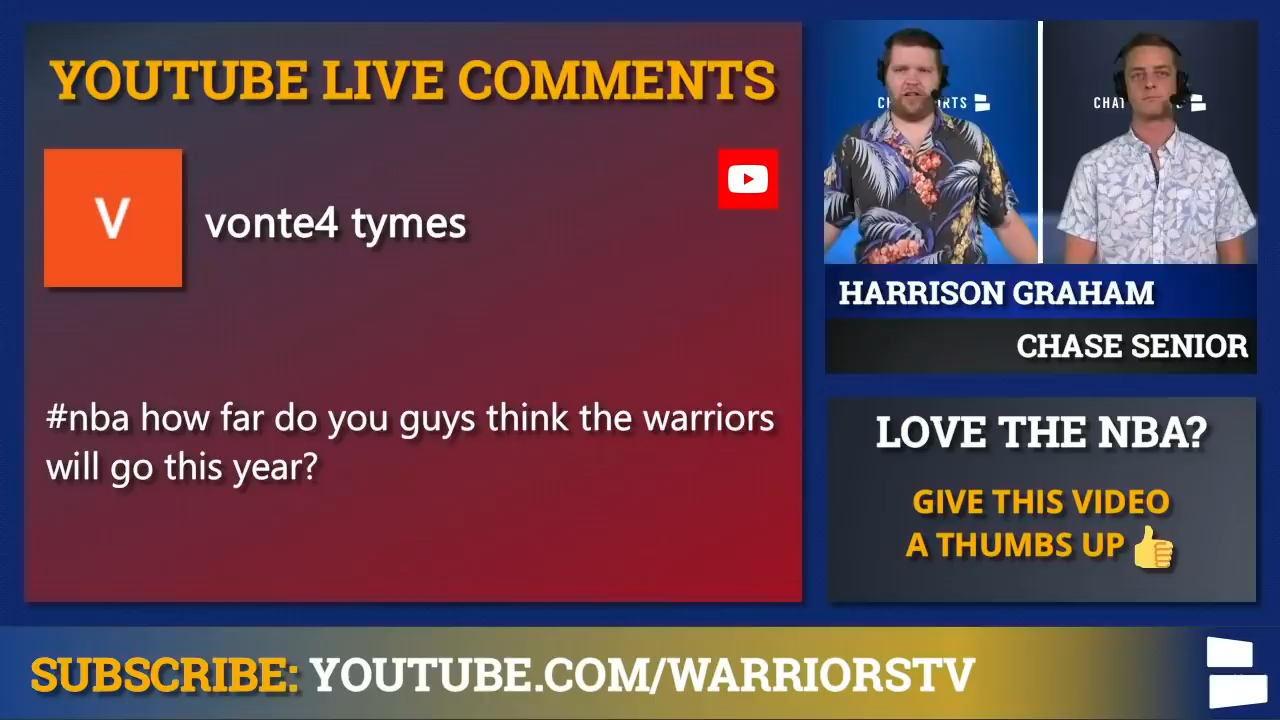 YOUTUBE LIVE COMMENTS
V
vonte4 tymes
#nba how far do you guys think the warriors
will go this year?
HARRISON GRAHAM
CHASE SENIOR
LOVE THE NBA?
GIVE THIS VIDEO
A THUMBS UP
SUBSCRIBE: YOUTUBE.COM/WARRIORSTV